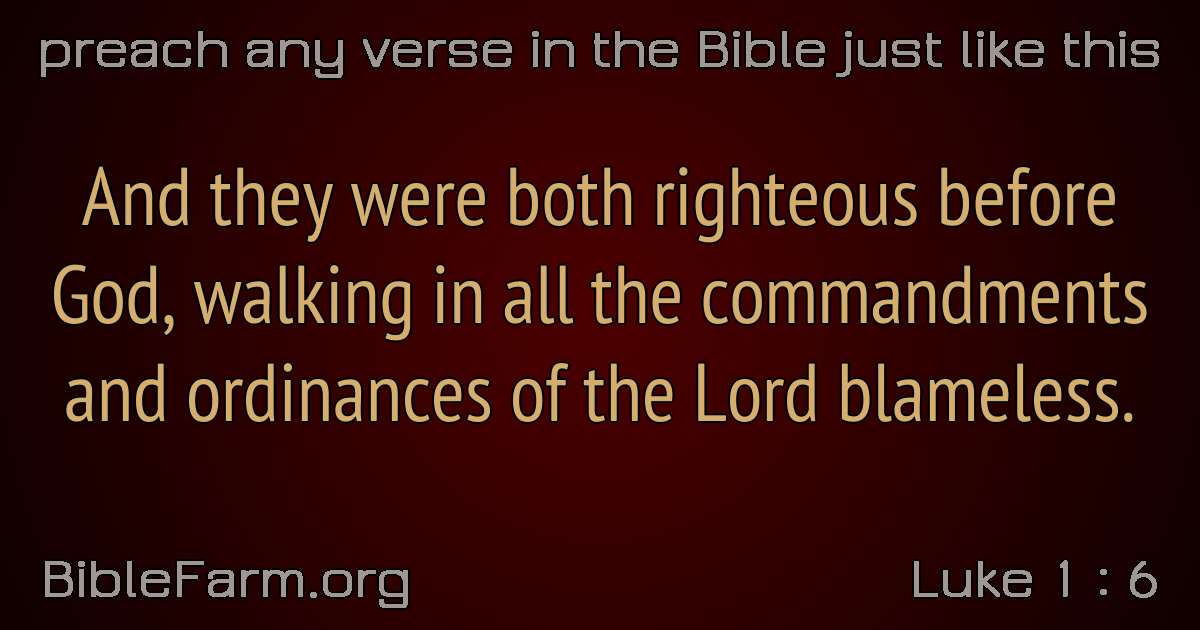 preach any verse in the Bible just like this
And they were both righteous before
God, walking in all the commandments
and ordinances of the Lord blameless.
BibleFarm.org
Luke 1 : 6